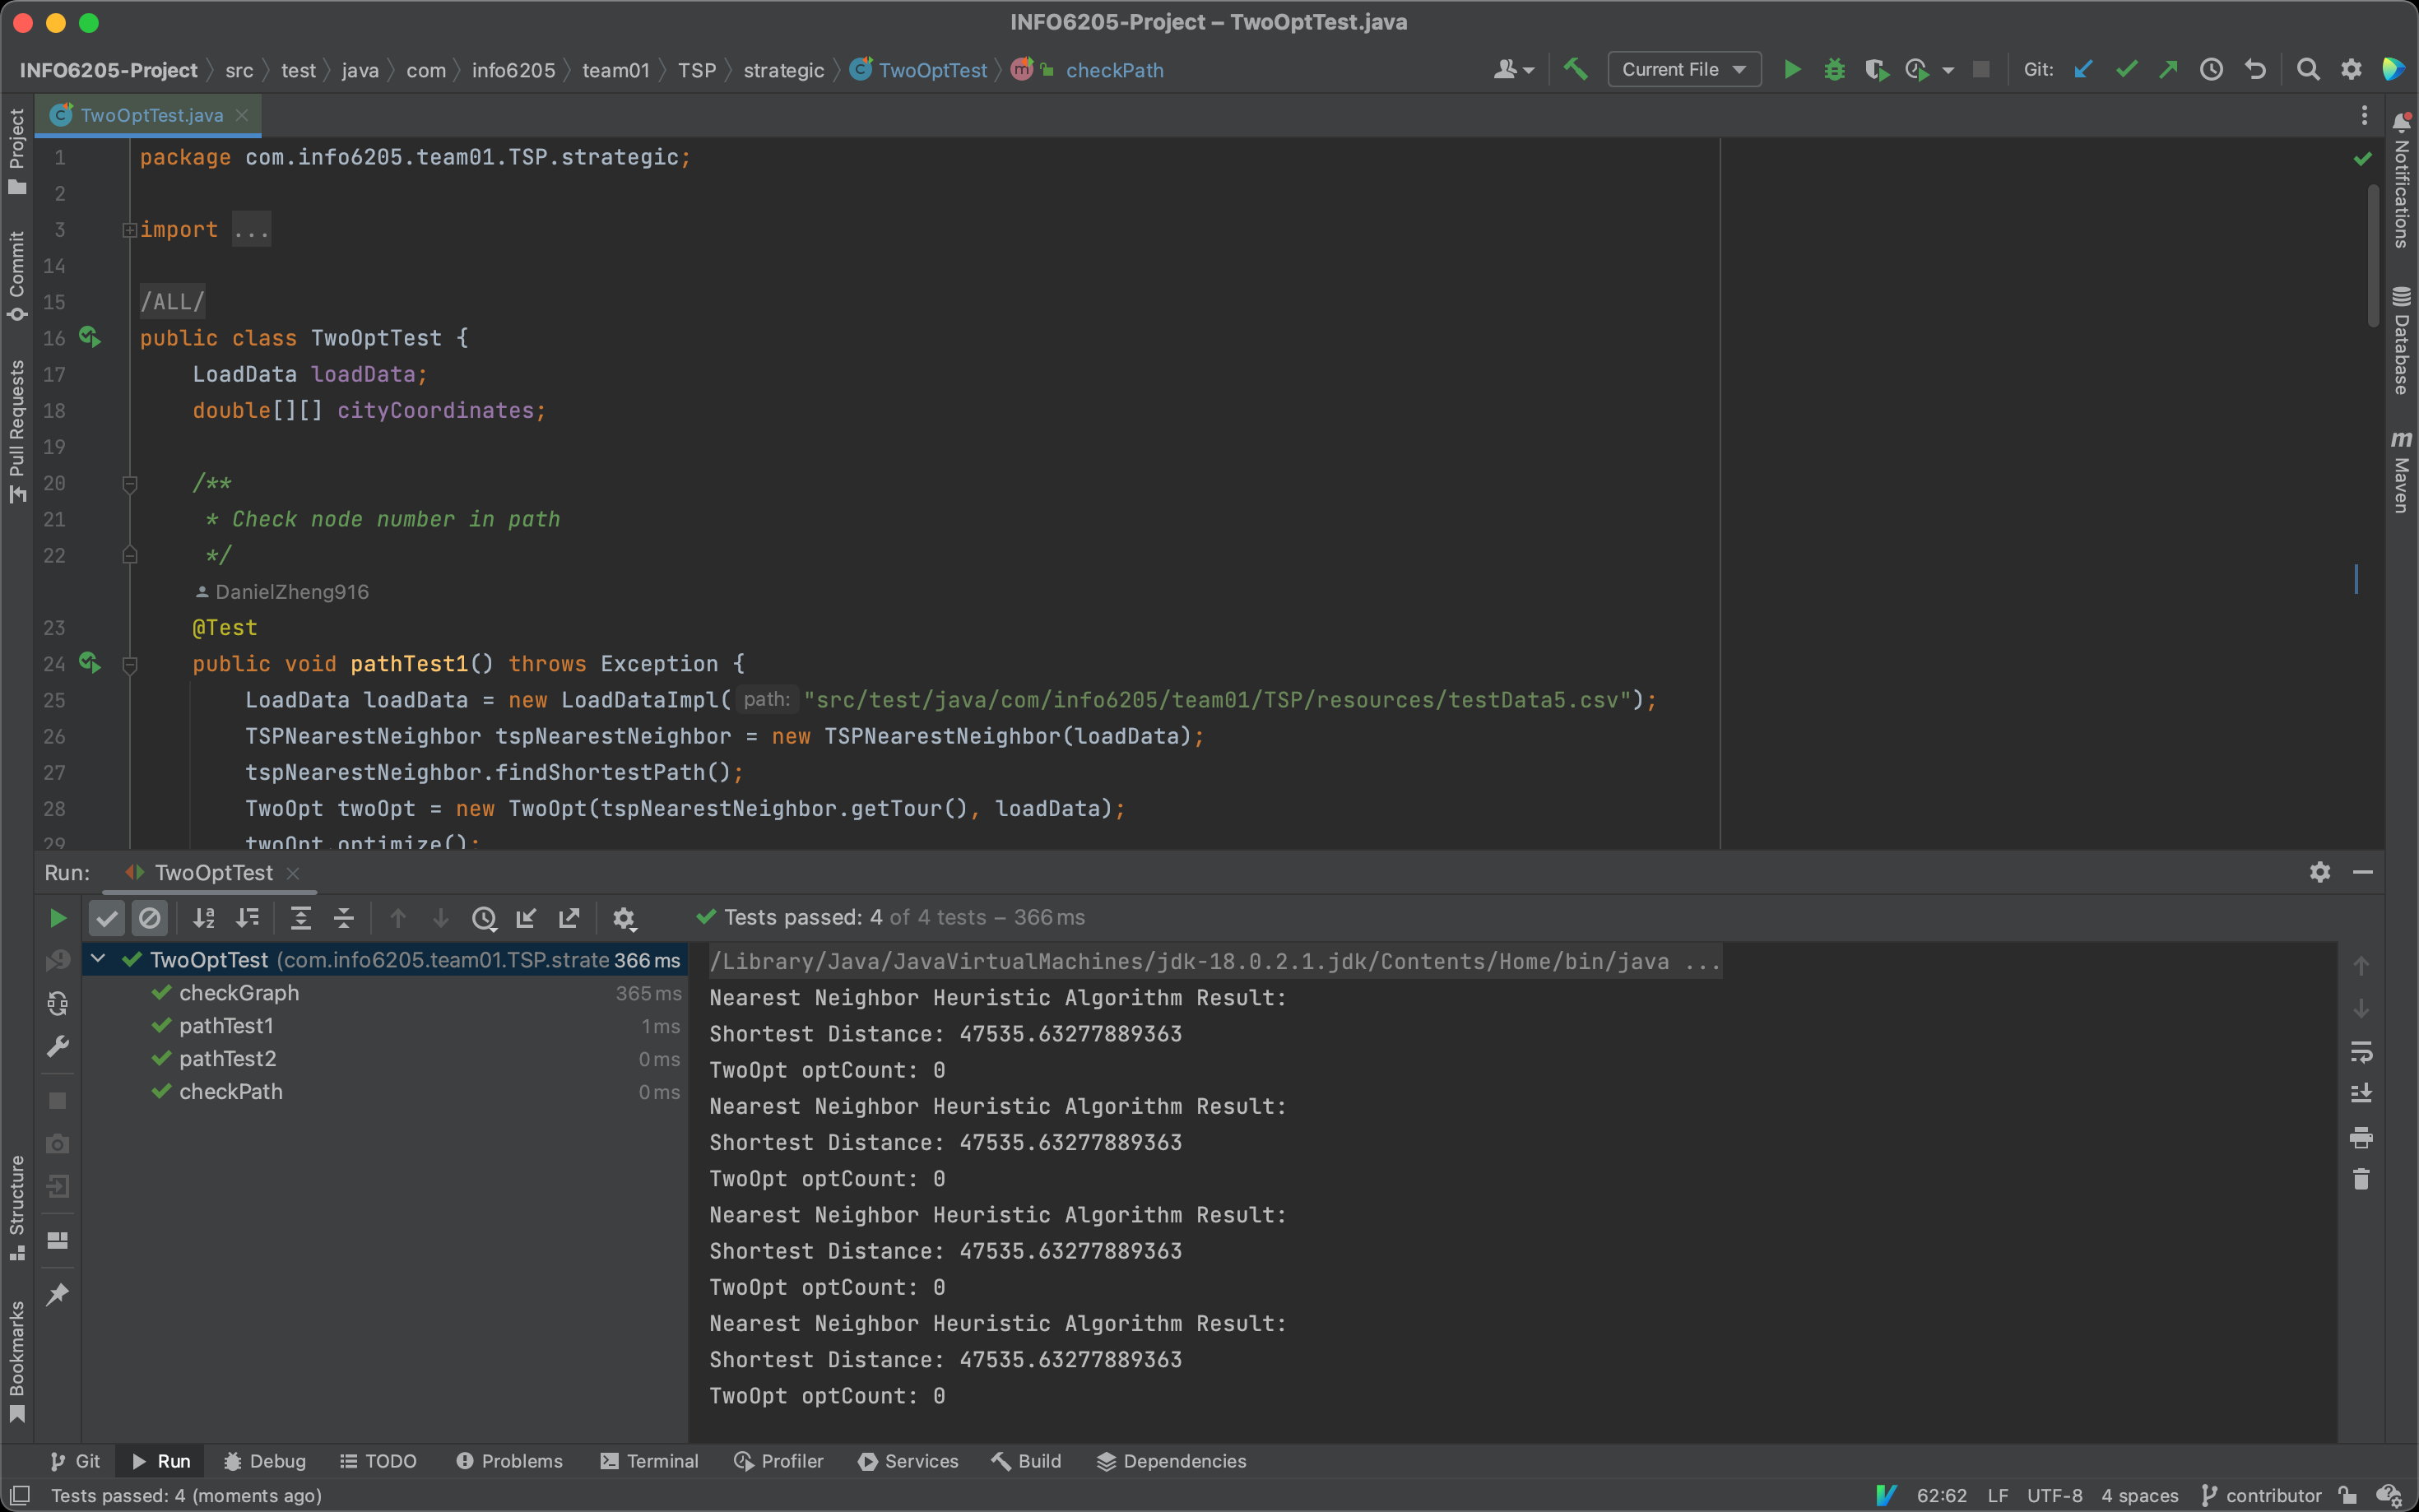 INFO6205-Project – TwoOptTest.java
INFO6205-Project src test java com info6205 team01 TSP strategic TwoOptTest m checkPath Current File Git:
TwoOptTest.java
Project
Commit
Pull Requests
Structure
Bookmarks
Notifications
Database
m Maven
1 package com.info6205.team01.TSP.strategic;
2
3 import ...
14
15 /ALL/
16 public class TwoOptTest {
17 LoadData loadData;
18 double[][] cityCoordinates;
19
20 /**
21 * Check node number in path
22 */
DanielZheng916
23 @Test
24 public void pathTest1() throws Exception {
25 LoadData loadData = new LoadDataImpl( path: "src/test/java/com/info6205/team01/TSP/resources/testData5.csv");
26 TSPNearestNeighbor tspNearestNeighbor = new TSPNearestNeighbor(loadData);
27 tspNearestNeighbor.findShortestPath();
28 TwoOpt twoOpt = new TwoOpt(tspNearestNeighbor.getTour(), loadData);
29 twoOpt.optimize();
Run: TwoOptTest
Tests passed: 4 of 4 tests – 366 ms
TwoOptTest (com.info6205.team01.TSP.strate 366 ms
checkGraph 365 ms
pathTest1 1 ms
pathTest2 0 ms
checkPath 0 ms
/Library/Java/JavaVirtualMachines/jdk-18.0.2.1.jdk/Contents/Home/bin/java ...
Nearest Neighbor Heuristic Algorithm Result:
Shortest Distance: 47535.63277889363
TwoOpt optCount: 0
Nearest Neighbor Heuristic Algorithm Result:
Shortest Distance: 47535.63277889363
TwoOpt optCount: 0
Nearest Neighbor Heuristic Algorithm Result:
Shortest Distance: 47535.63277889363
TwoOpt optCount: 0
Nearest Neighbor Heuristic Algorithm Result:
Shortest Distance: 47535.63277889363
TwoOpt optCount: 0
Git Run Debug TODO Problems Terminal Profiler Services Build Dependencies
Tests passed: 4 (moments ago) 62:62 LF UTF-8 4 spaces contributor